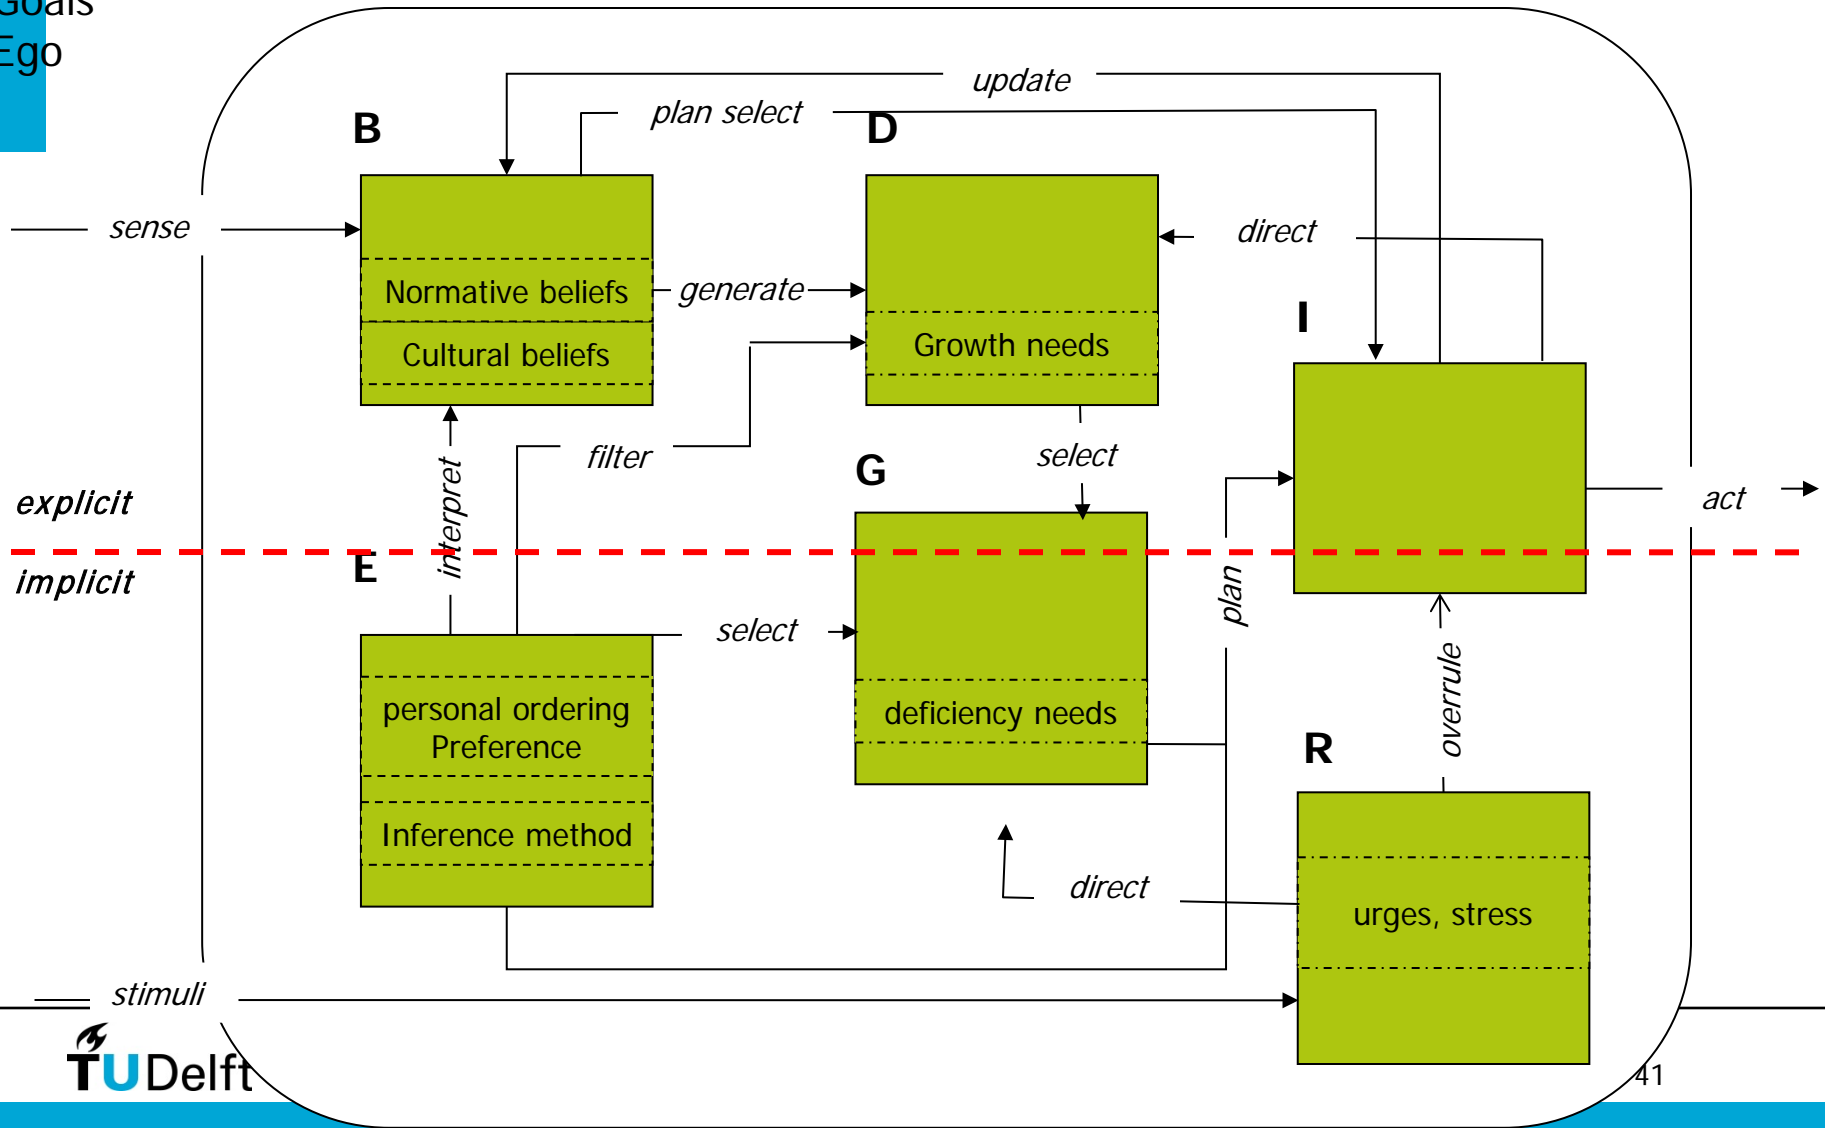 Goals
Ego
update
plan select
B
D
sense
direct
Normative beliefs
generate
I
Growth needs
Cultural beliefs
filter
select
G
interpret
explicit
act
E
implicit
plan
select
overrule
personal ordering
Preference
deficiency needs
R
Inference method
direct
urges, stress
stimuli
TUDelft
41